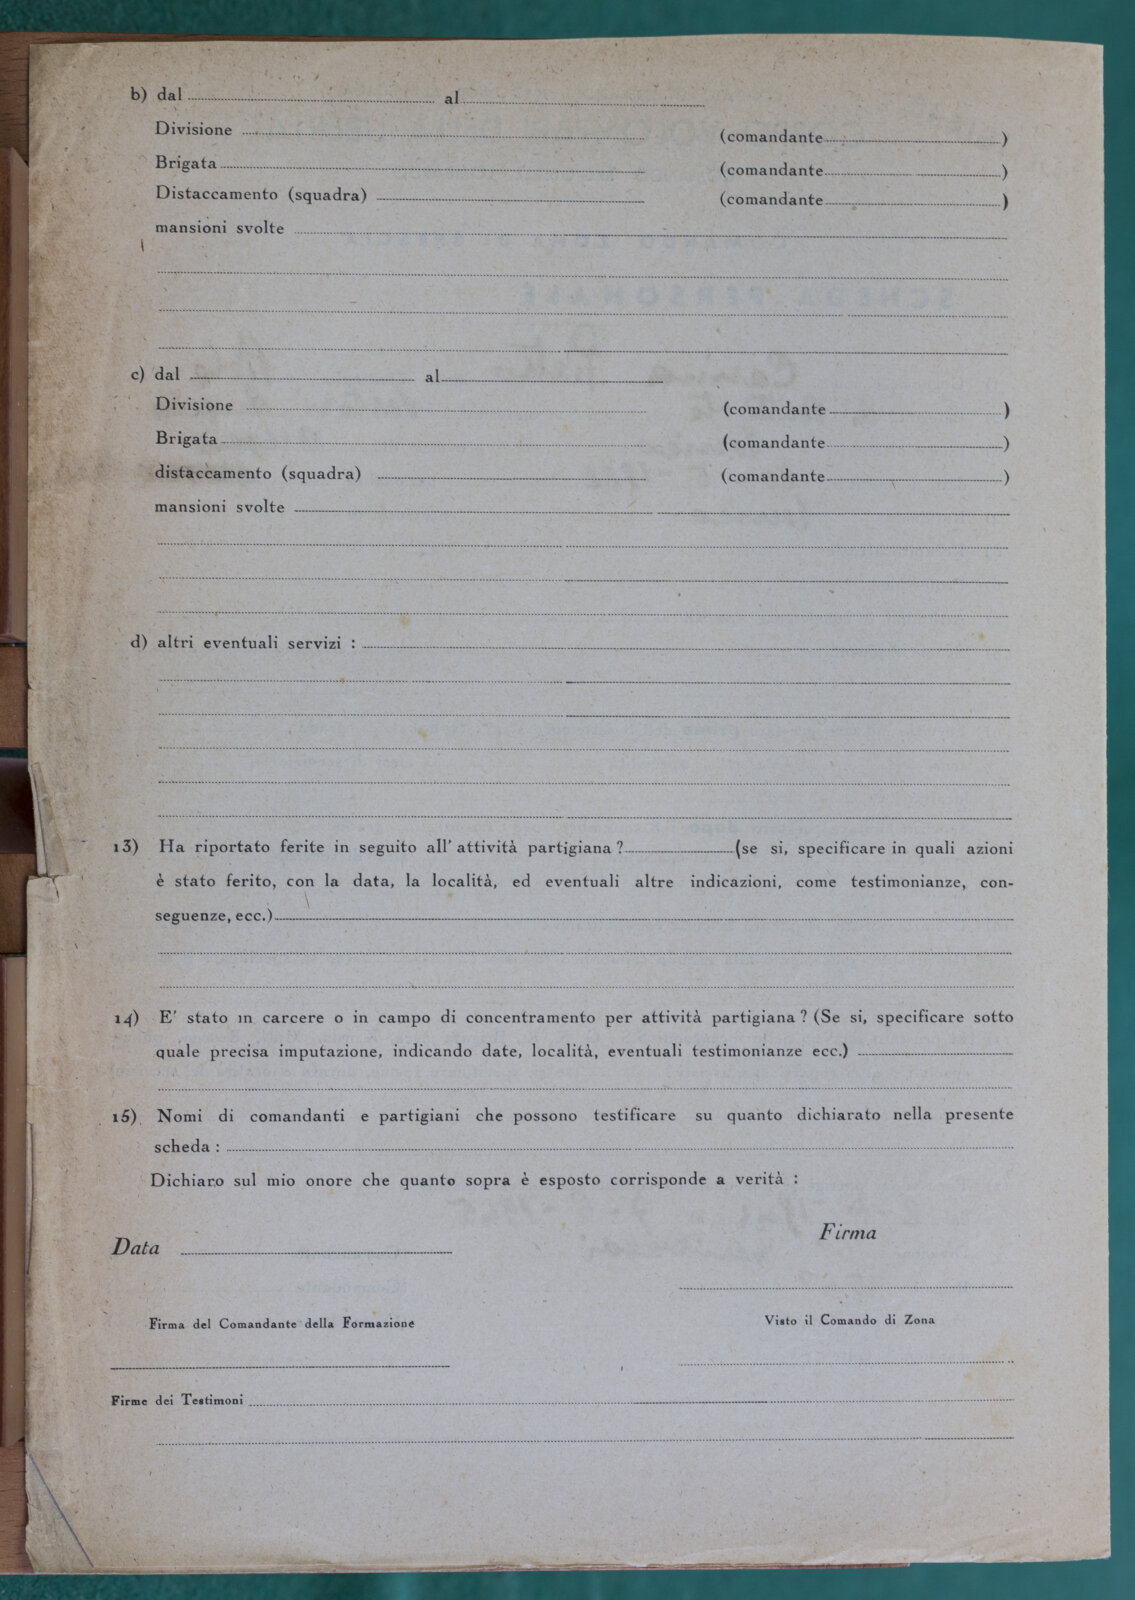 b) dal al
Divisione (comandante )
Brigata (comandante )
Distaccamento (squadra) (comandante )
mansioni svolte
c) dal al
Divisione (comandante )
Brigata (comandante )
distaccamento (squadra) (comandante )
mansioni svolte
d) altri eventuali servizi :
13) Ha riportato ferite in seguito all' attività partigiana ? (se si, specificare in quali azioni
è stato ferito, con la data, la località, ed eventuali altre indicazioni, come testimonianze, con-
seguenze, ecc.)
14) E' stato in carcere o in campo di concentramento per attività partigiana ? (Se si, specificare sotto
quale precisa imputazione, indicando date, località, eventuali testimonianze ecc.)
15) Nomi di comandanti e partigiani che possono testificare su quanto dichiarato nella presente
scheda :
Dichiaro sul mio onore che quanto sopra è esposto corrisponde a verità :
Data Firma
Firma del Comandante della Formazione Visto il Comando di Zona
Firme dei Testimoni